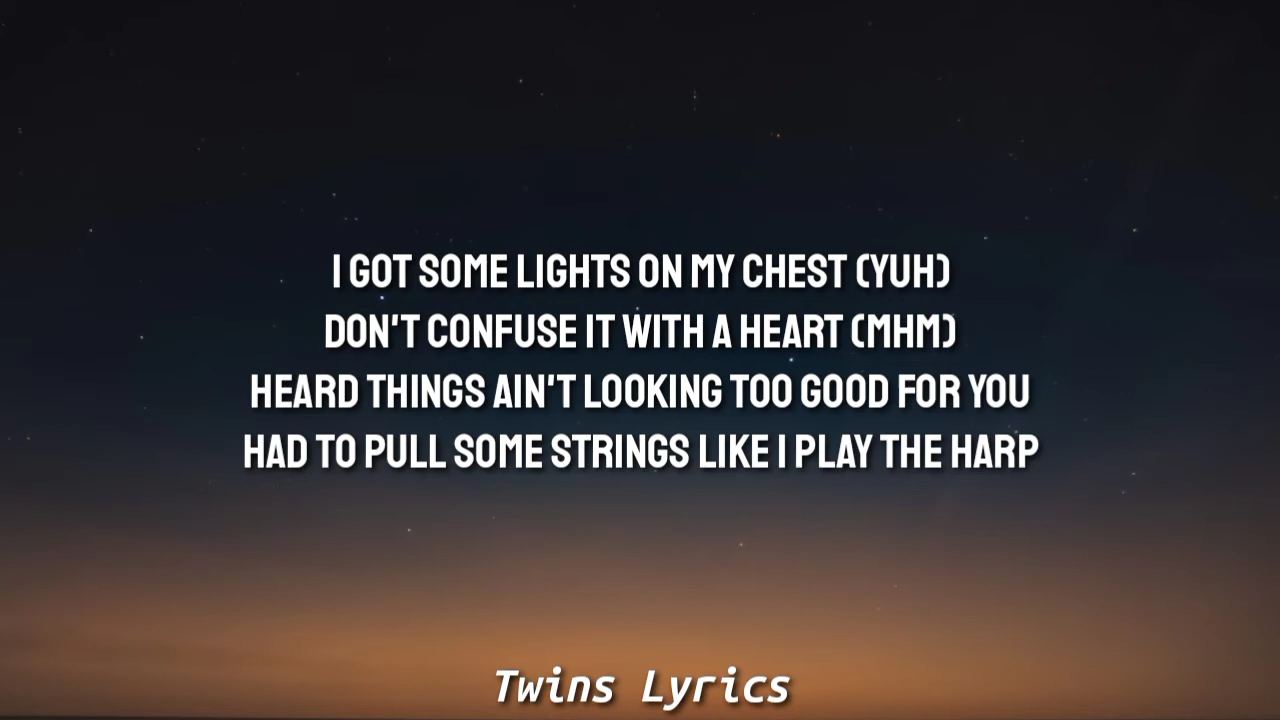 I GOT SOME LIGHTS ON MY CHEST (YUH)
DON'T CONFUSE IT WITH A HEART (MHM)
HEARD THINGS AIN'T LOOKING TOO GOOD FOR YOU
HAD TO PULL SOME STRINGS LIKE I PLAY THE HARP
Twins Lyrics